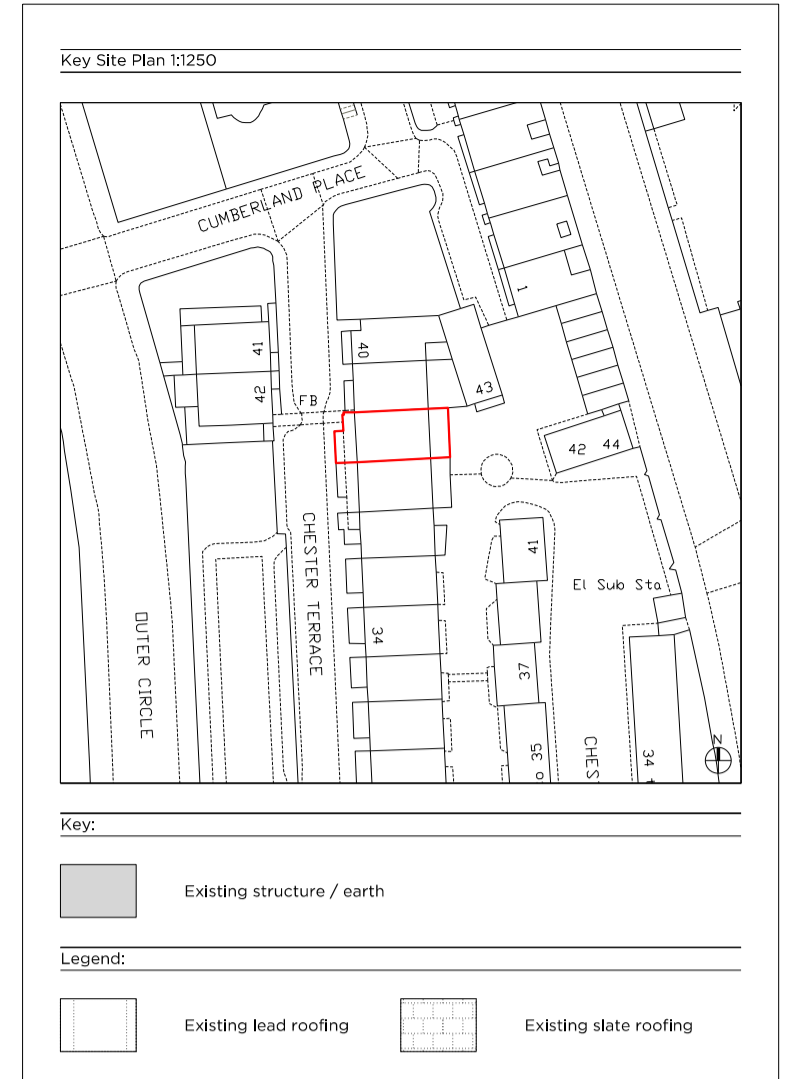 Key Site Plan 1:1250
CUMBERLAND PLACE
1
41
40
43
42
FB
42 44
CHESTER TERRACE
41
El Sub Sta
34
OUTER CIRCLE
37
35
CHES
34
N
Key:
Existing structure / earth
Legend:
Existing lead roofing
Existing slate roofing